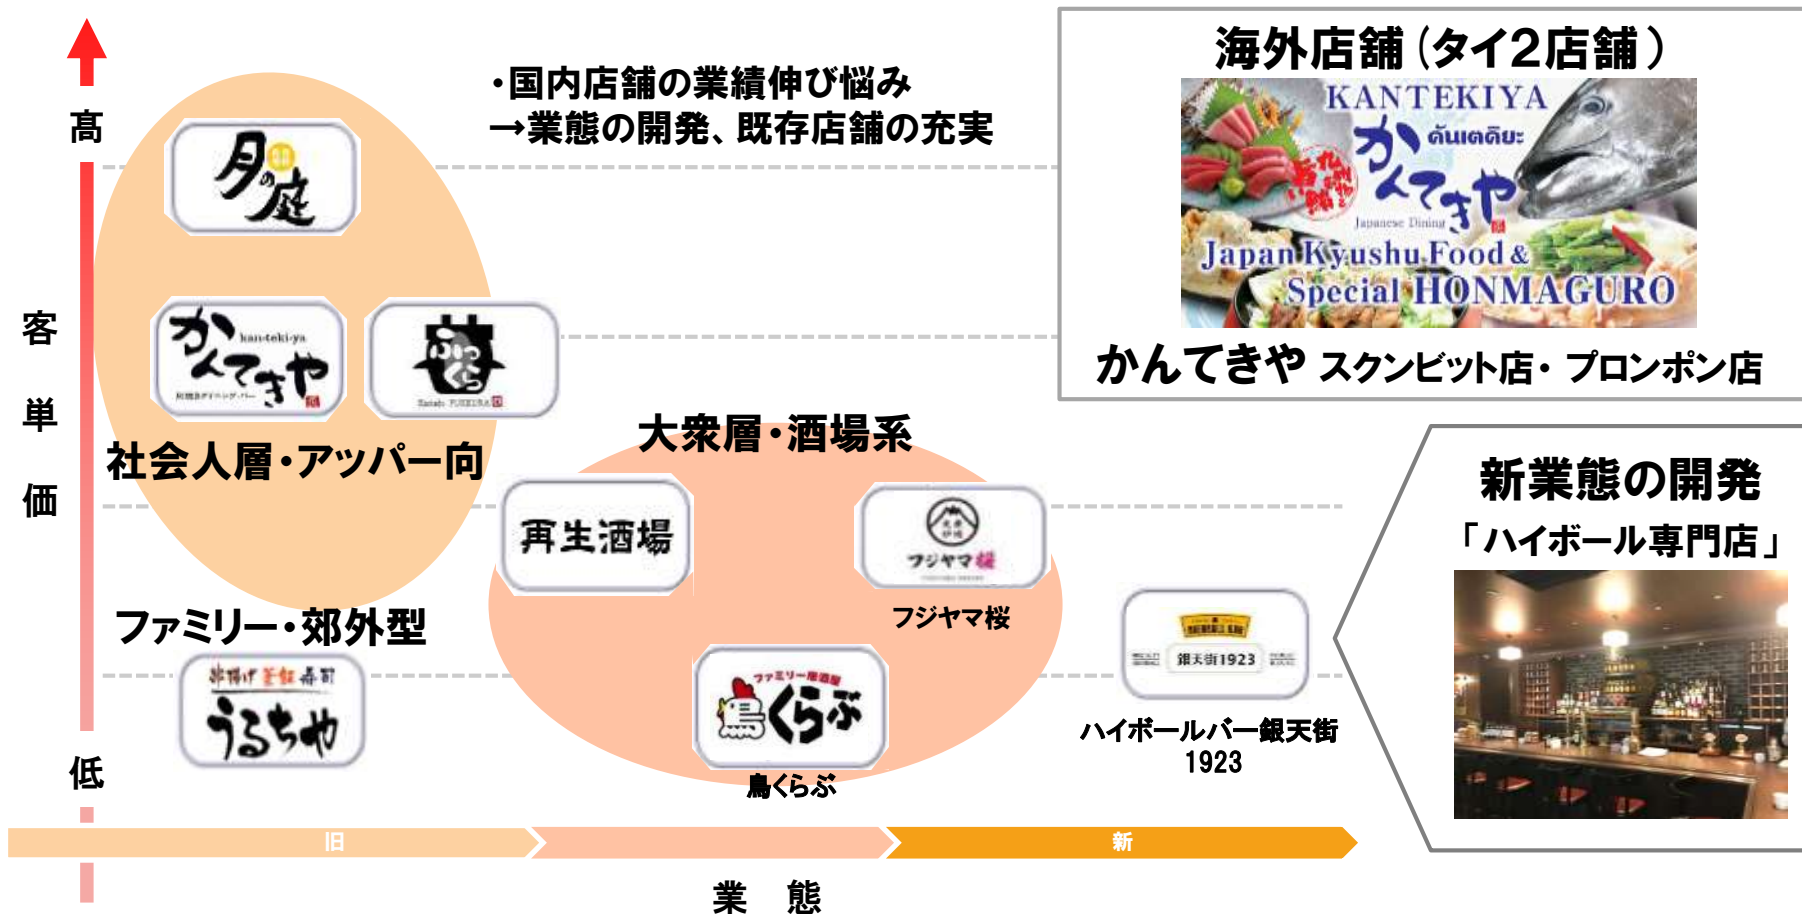 ・国内店舗の業績伸び悩み
→業態の開発、既存店舗の充実
高
客単価
低
月の庭
かんてきや
kan-teki-ya
ふっくら
社会人層・アッパー向
ファミリー・郊外型
串揚げ 釜飯 寿司
うるちや
大衆層・酒場系
再生酒場
フジヤマ桜
フジヤマ桜
ファミリー居酒屋
鳥くらぶ
鳥くらぶ
銀天街1923
ハイボールバー銀天街
1923
旧
新
業 態
海外店舗（タイ２店舗）
KANTEKIYA
คันเตคิยะ
かんてきや
Japanese Dining
Japan Kyushu Food &
Special HONMAGURO
かんてきや スクンビット店・ プロンポン店
新業態の開発
「ハイボール専門店」